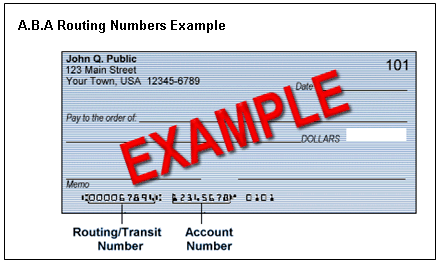 A.B.A Routing Numbers Example
John Q. Public
123 Main Street
Your Town, USA 12345-6789
101
Date
Pay to the order of:
EXAMPLE
DOLLARS
Memo
⑆000067894⑆ 12345678⑈ 0101
Routing/Transit Number
Account Number